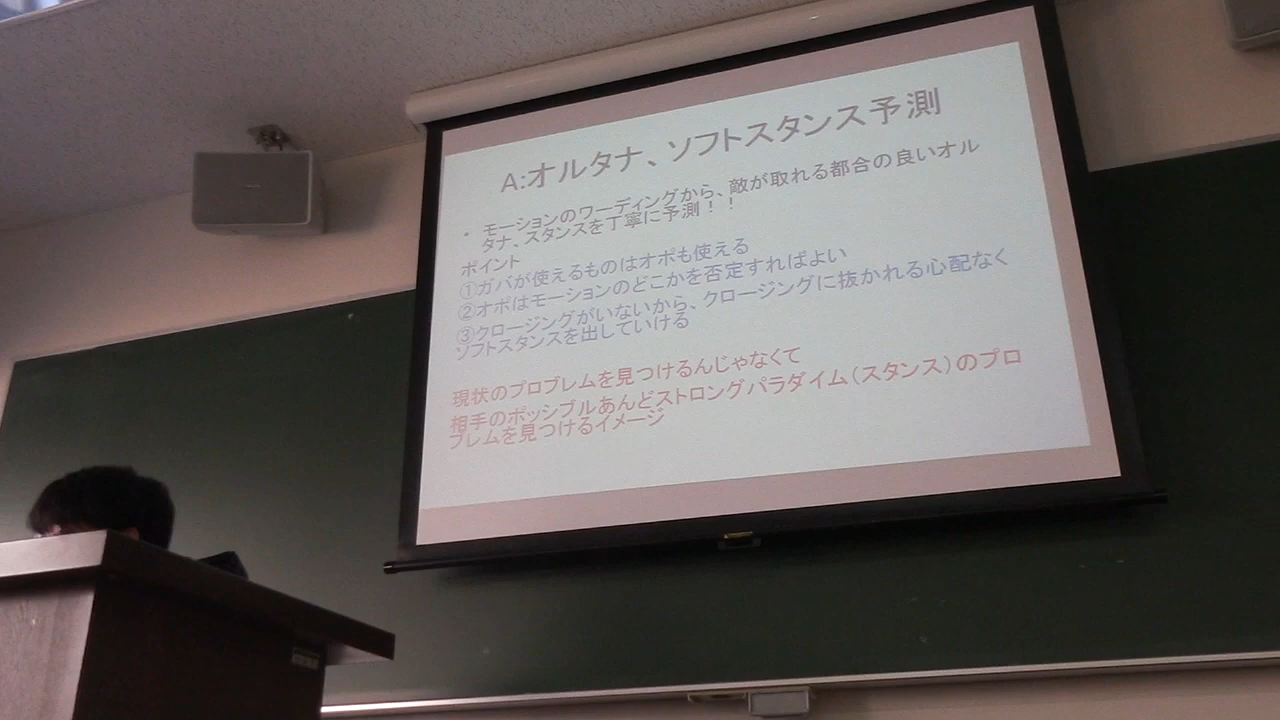 A:オルタナ、ソフトスタンス予測
• モーションのワーディングから、敵が取れる都合の良いオル
タナ、スタンスを丁寧に予測！！
ポイント
①ガバが使えるものはオポも使える
②オポはモーションのどこかを否定すればよい
③クロージングがいないから、クロージングに抜かれる心配なく
ソフトスタンスを出していける
現状のプロブレムを見つけるんじゃなくて
相手のポッシブルあんどストロングパラダイム（スタンス）のプロ
ブレムを見つけるイメージ